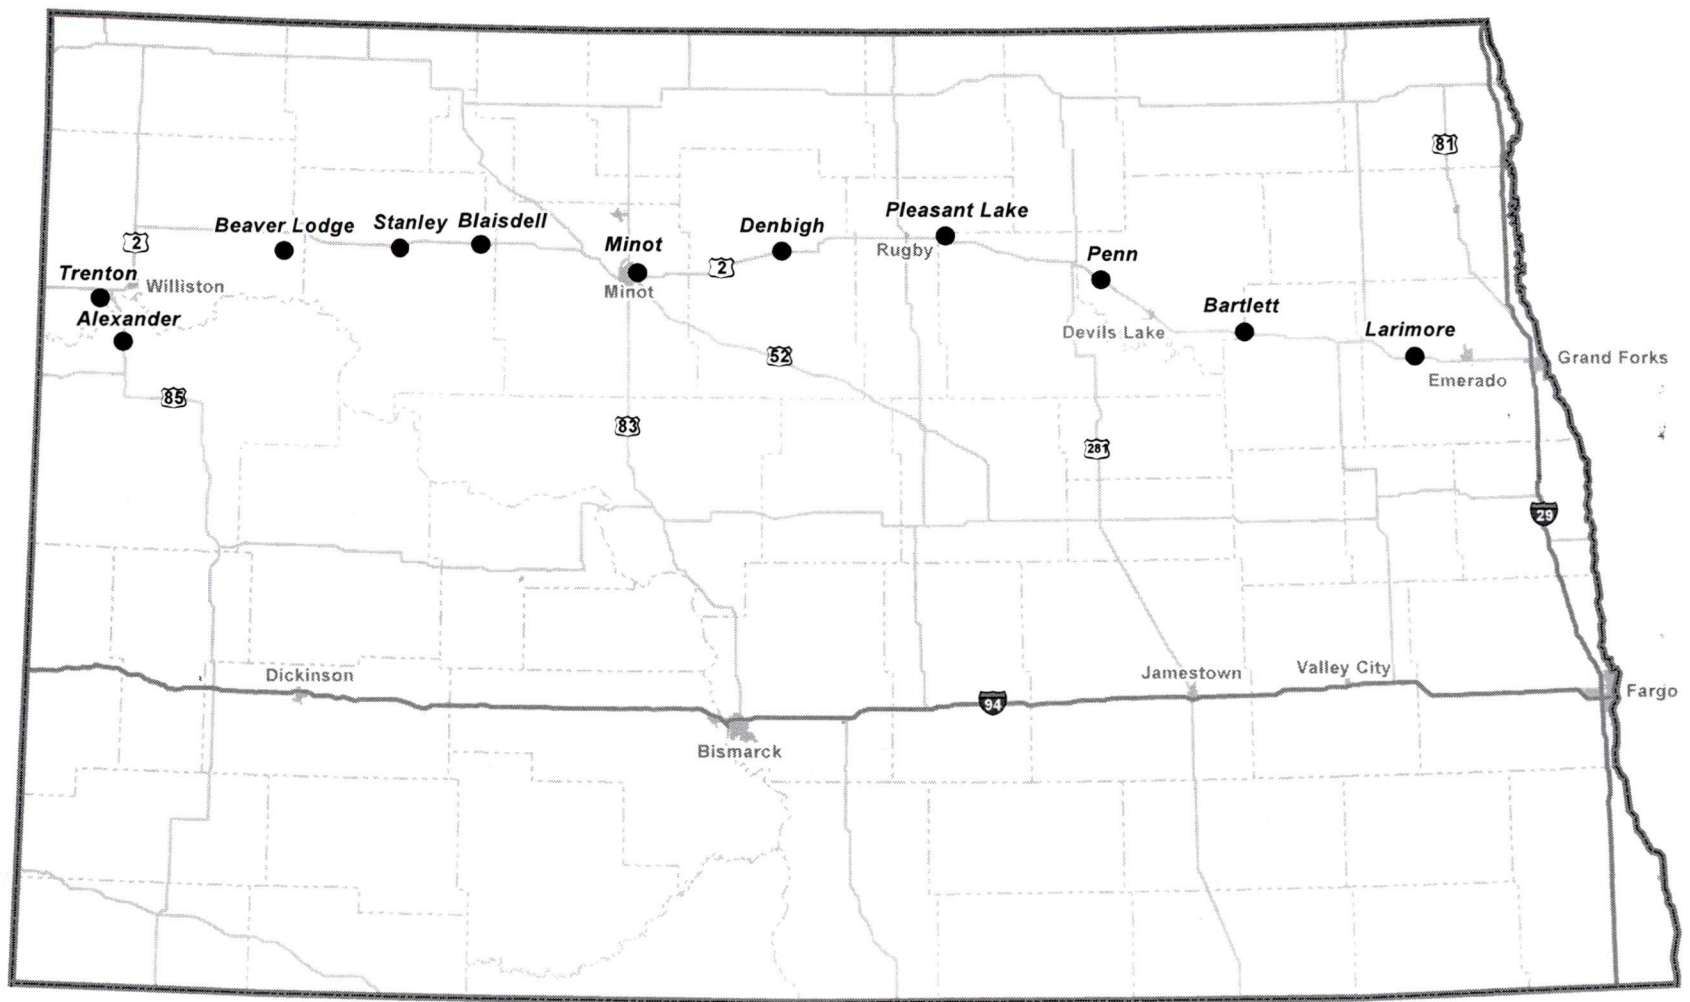 81
Pleasant Lake
Beaver Lodge
Stanley
Blaisdell
Denbigh
2
Minot
Rugby
Penn
Trenton
2
Williston
Minot
Alexander
Bartlett
Devils Lake
Larimore
52
Grand Forks
Emerado
85
83
281
29
Dickinson
Jamestown
Valley City
Fargo
94
Bismarck